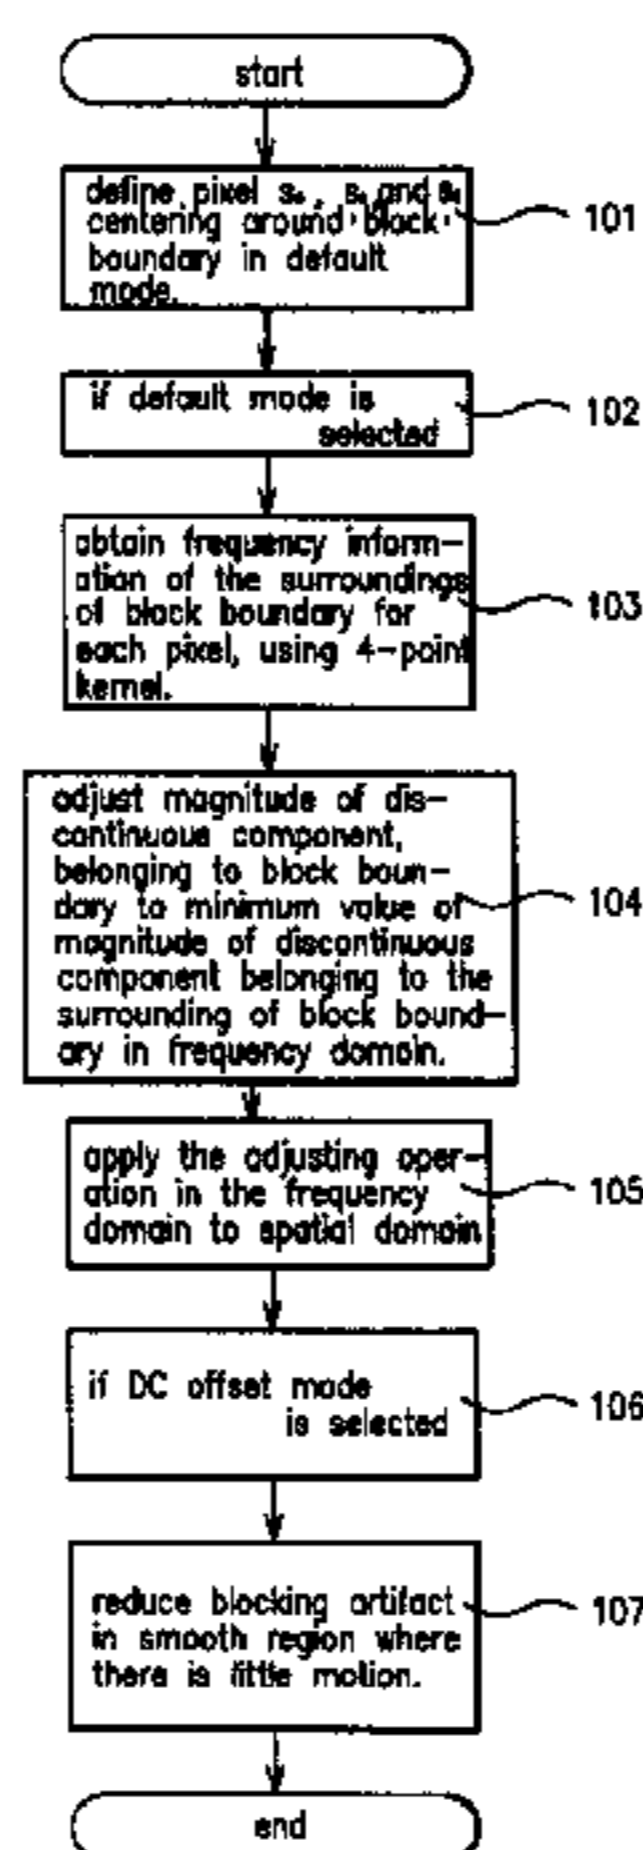 start
define pixel s₀, s₁ and s₂
centering around block
boundary in default
mode.
101
if default mode is
selected
102
obtain frequency inform-
ation of the surroundings
of block boundary for
each pixel, using 4-point
kernel.
103
adjust magnitude of dis-
continuous component,
belonging to block boun-
dary to minimum value of
magnitude of discontinuous
component belonging to the
surrounding of block bound-
ary in frequency domain.
104
apply the adjusting oper-
ation in the frequency
domain to spatial domain
105
if DC offset mode
is selected
106
reduce blocking artifact
in smooth region where
there is little motion.
107
end